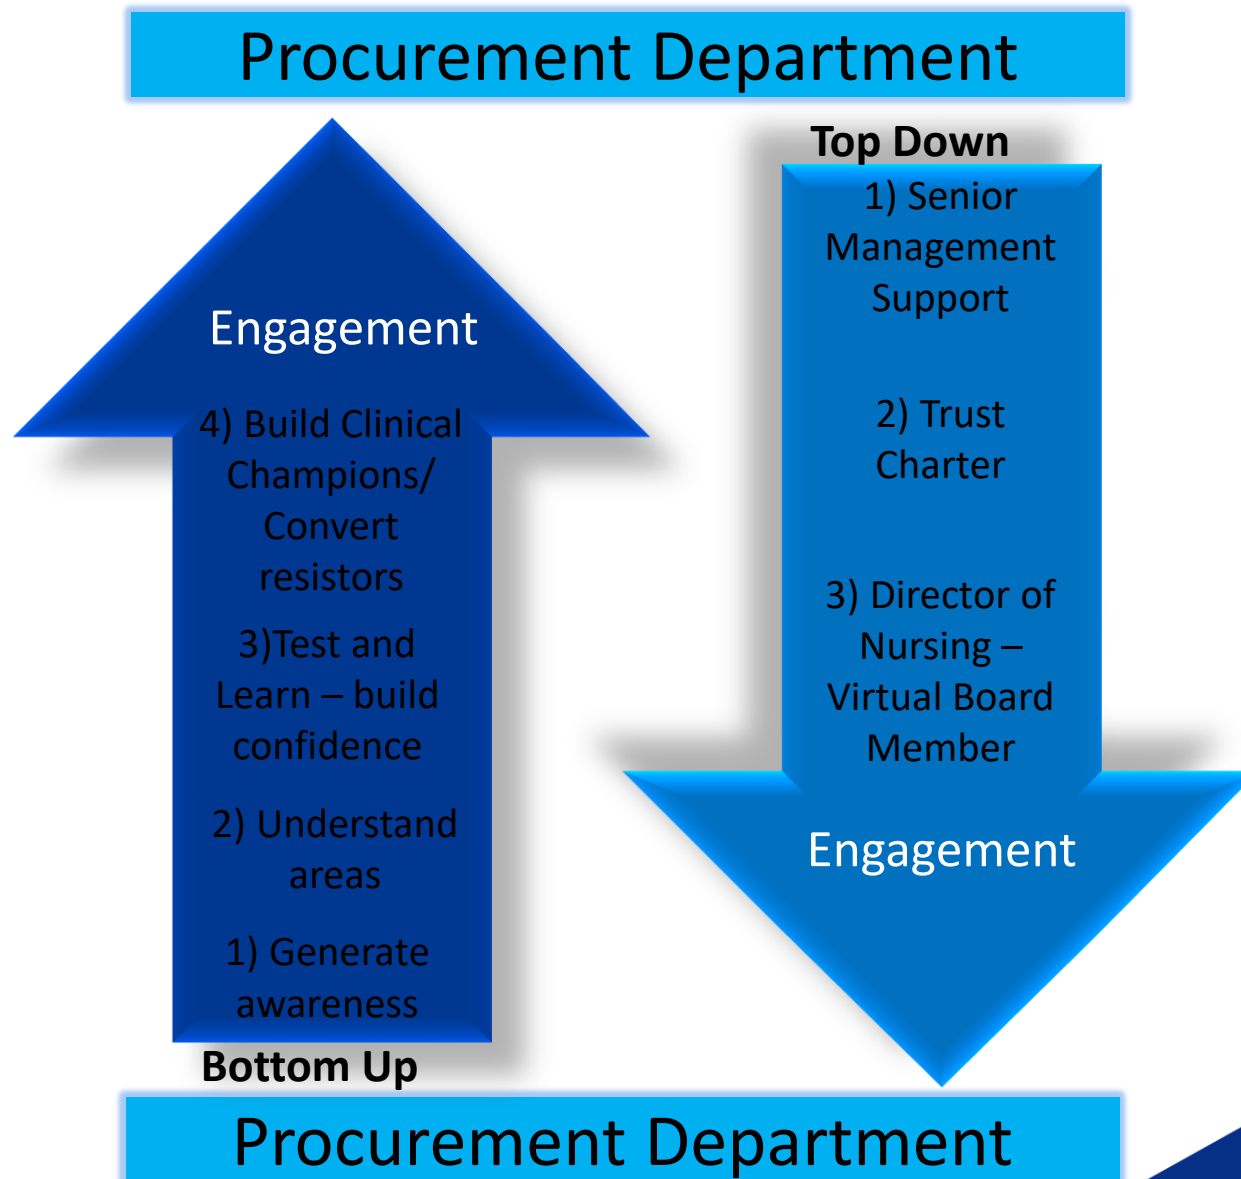 Procurement Department
Engagement
4) Build Clinical
Champions/
Convert
resistors
3)Test and
Learn – build
confidence
2) Understand
areas
1) Generate
awareness
Bottom Up
Top Down
1) Senior
Management
Support
2) Trust
Charter
3) Director of
Nursing –
Virtual Board
Member
Engagement
Procurement Department